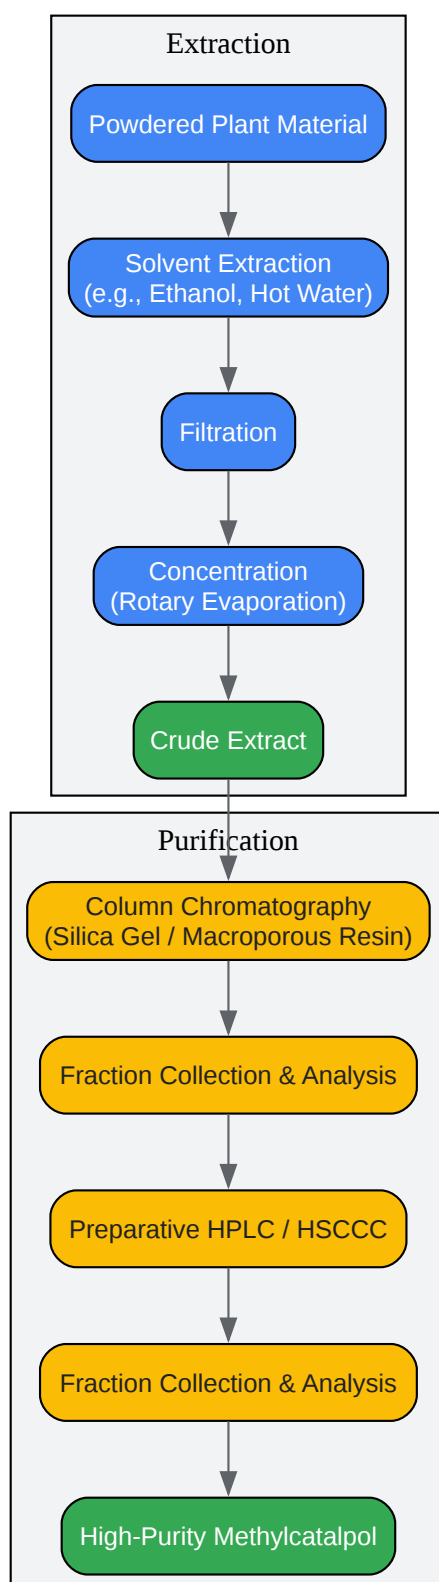 Extraction
Powdered Plant Material
Solvent Extraction
(e.g., Ethanol, Hot Water)
Filtration
Concentration
(Rotary Evaporation)
Crude Extract
Purification
Column Chromatography
(Silica Gel / Macroporous Resin)
Fraction Collection & Analysis
Preparative HPLC / HSCCC
Fraction Collection & Analysis
High-Purity Methylcatalpol